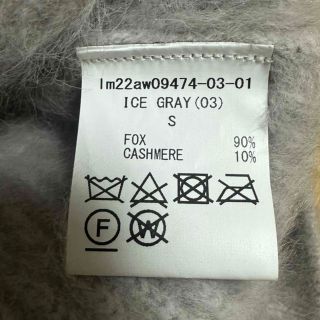 lm22aw09474-03-01
ICE GRAY(03)
S
FOX 90%
CASHMERE 10%
F W